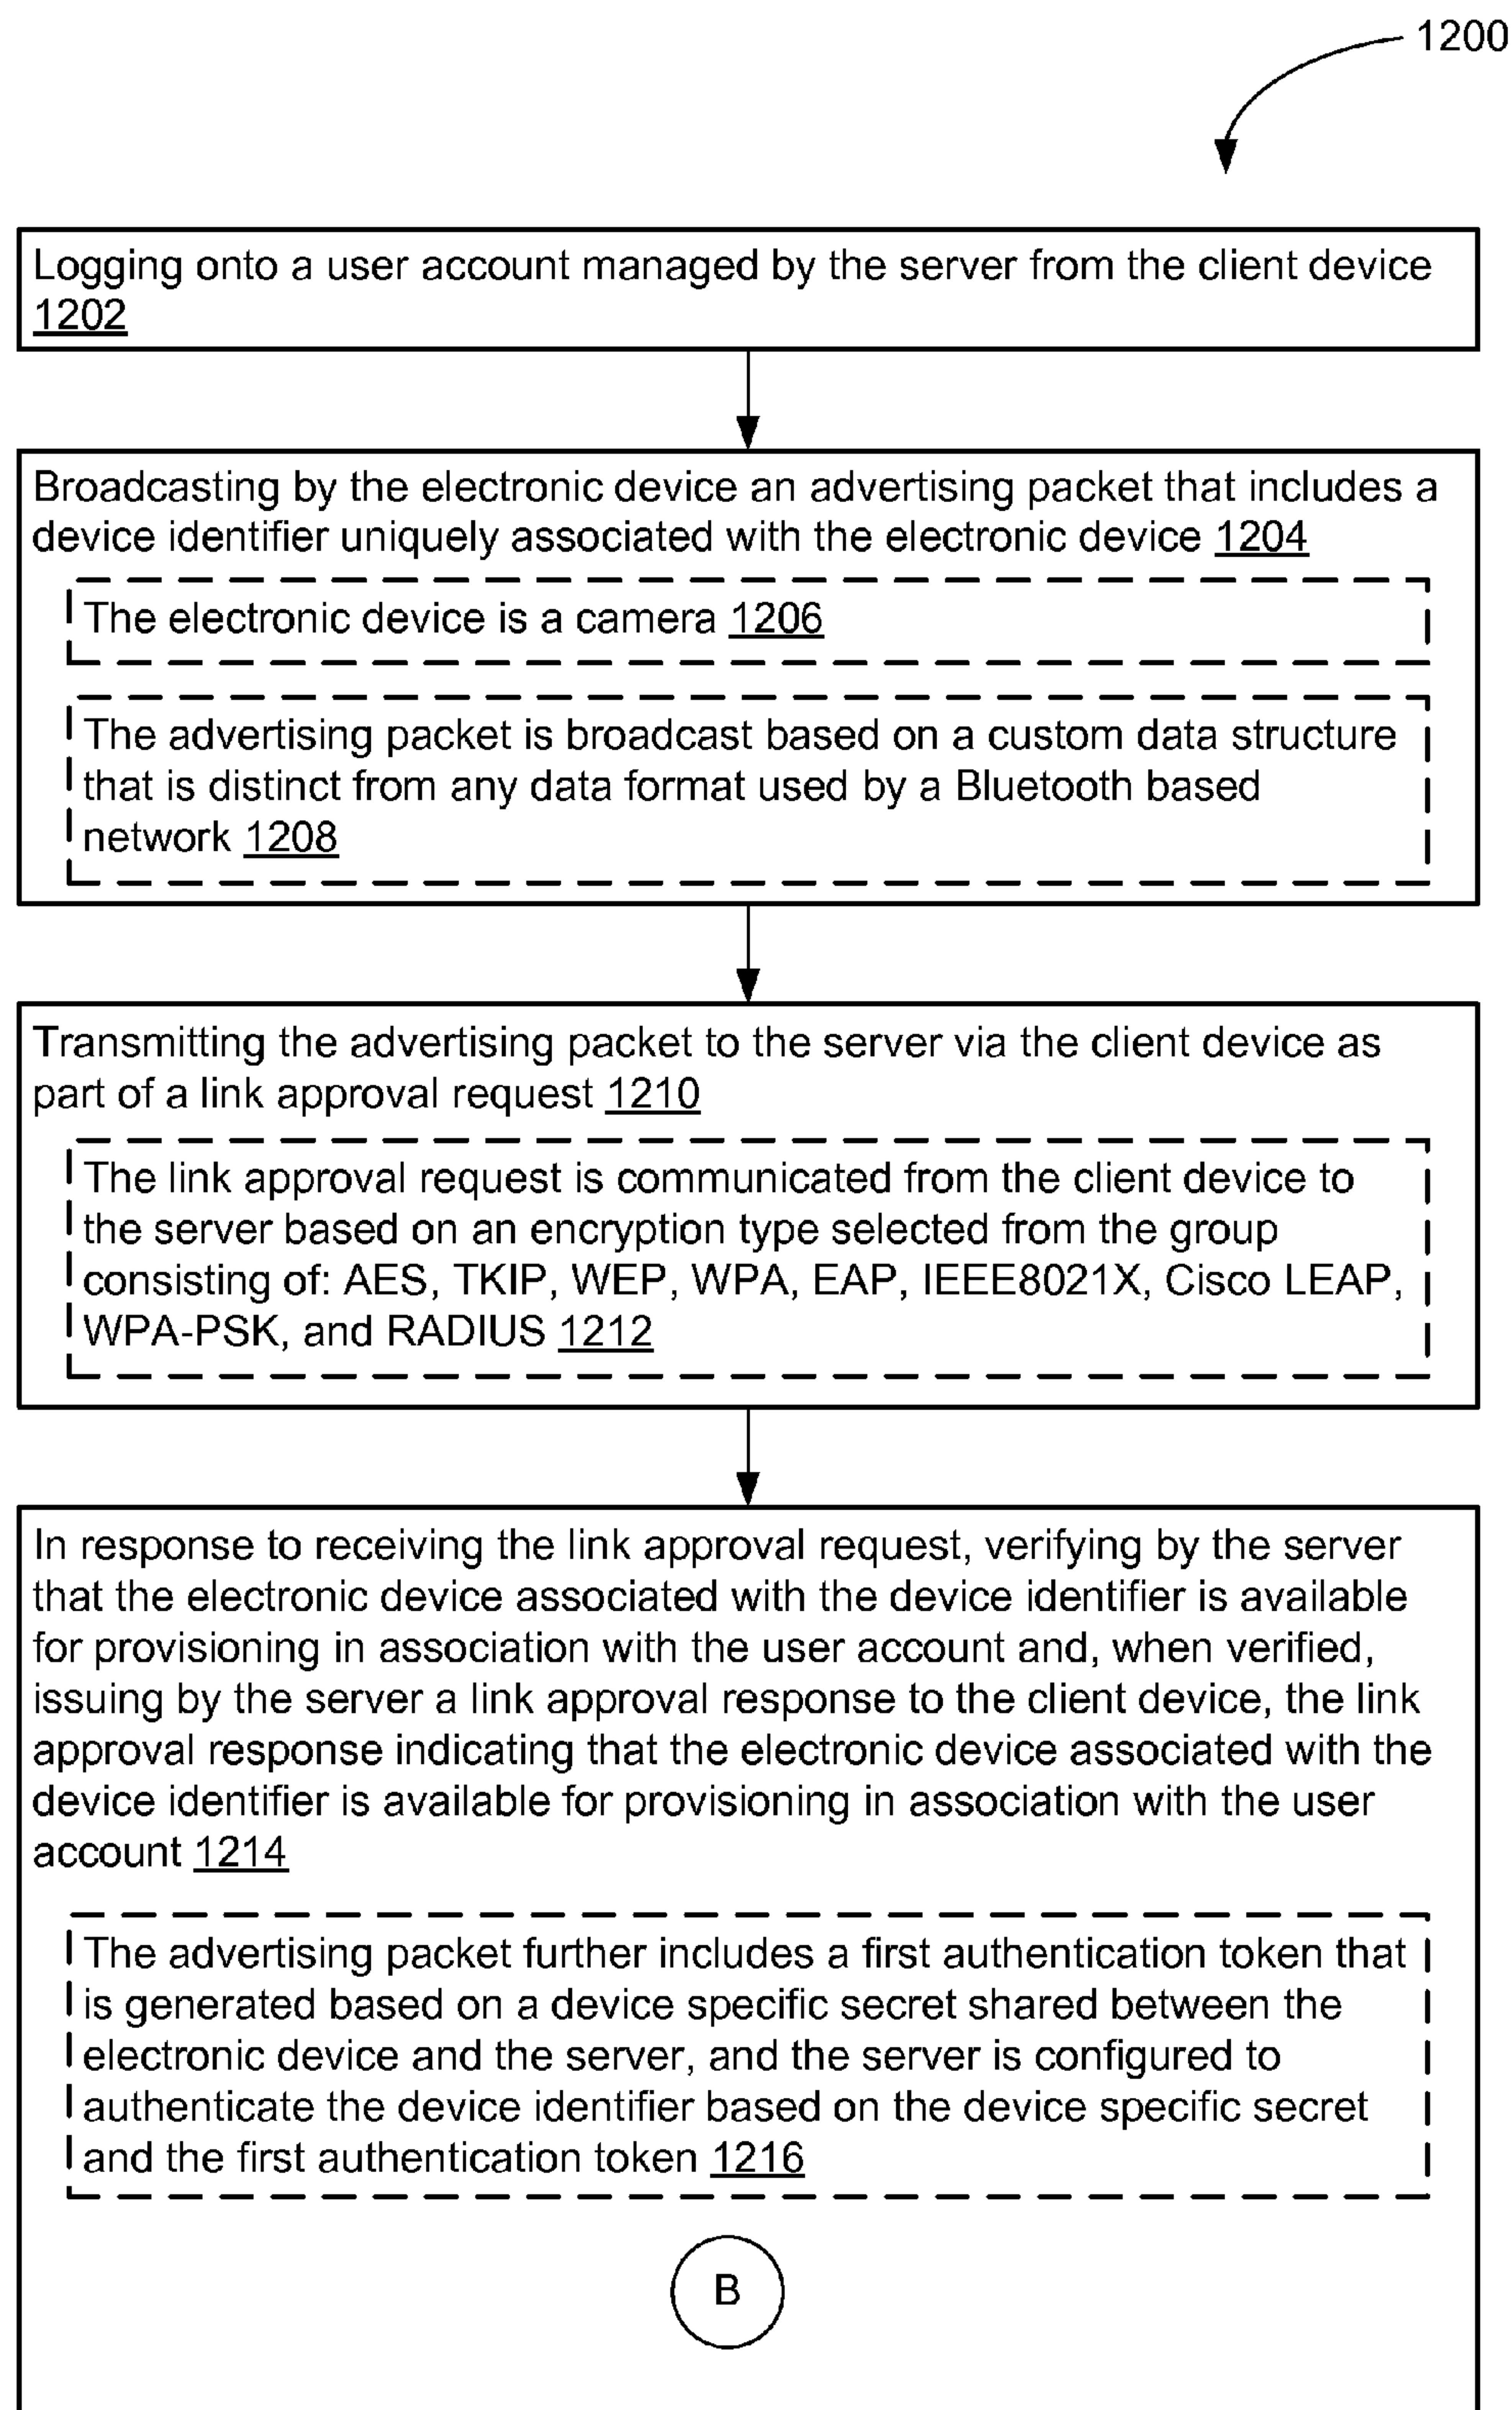 1200
Logging onto a user account managed by the server from the client device
1202
Broadcasting by the electronic device an advertising packet that includes a
device identifier uniquely associated with the electronic device 1204
The electronic device is a camera 1206
The advertising packet is broadcast based on a custom data structure
that is distinct from any data format used by a Bluetooth based
network 1208
Transmitting the advertising packet to the server via the client device as
part of a link approval request 1210
The link approval request is communicated from the client device to
the server based on an encryption type selected from the group
consisting of: AES, TKIP, WEP, WPA, EAP, IEEE8021X, Cisco LEAP,
WPA-PSK, and RADIUS 1212
In response to receiving the link approval request, verifying by the server
that the electronic device associated with the device identifier is available
for provisioning in association with the user account and, when verified,
issuing by the server a link approval response to the client device, the link
approval response indicating that the electronic device associated with the
device identifier is available for provisioning in association with the user
account 1214
The advertising packet further includes a first authentication token that
is generated based on a device specific secret shared between the
electronic device and the server, and the server is configured to
authenticate the device identifier based on the device specific secret
and the first authentication token 1216
B